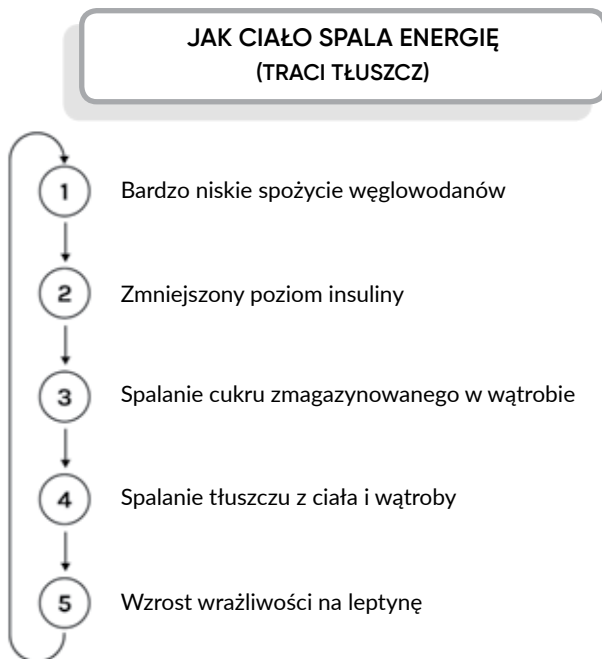 JAK CIAŁO SPALA ENERGIĘ
(TRACI TŁUSZCZ)
1 Bardzo niskie spożycie węglowodanów
2 Zmniejszony poziom insuliny
3 Spalanie cukru zmagazynowanego w wątrobie
4 Spalanie tłuszczu z ciała i wątroby
5 Wzrost wrażliwości na leptynę